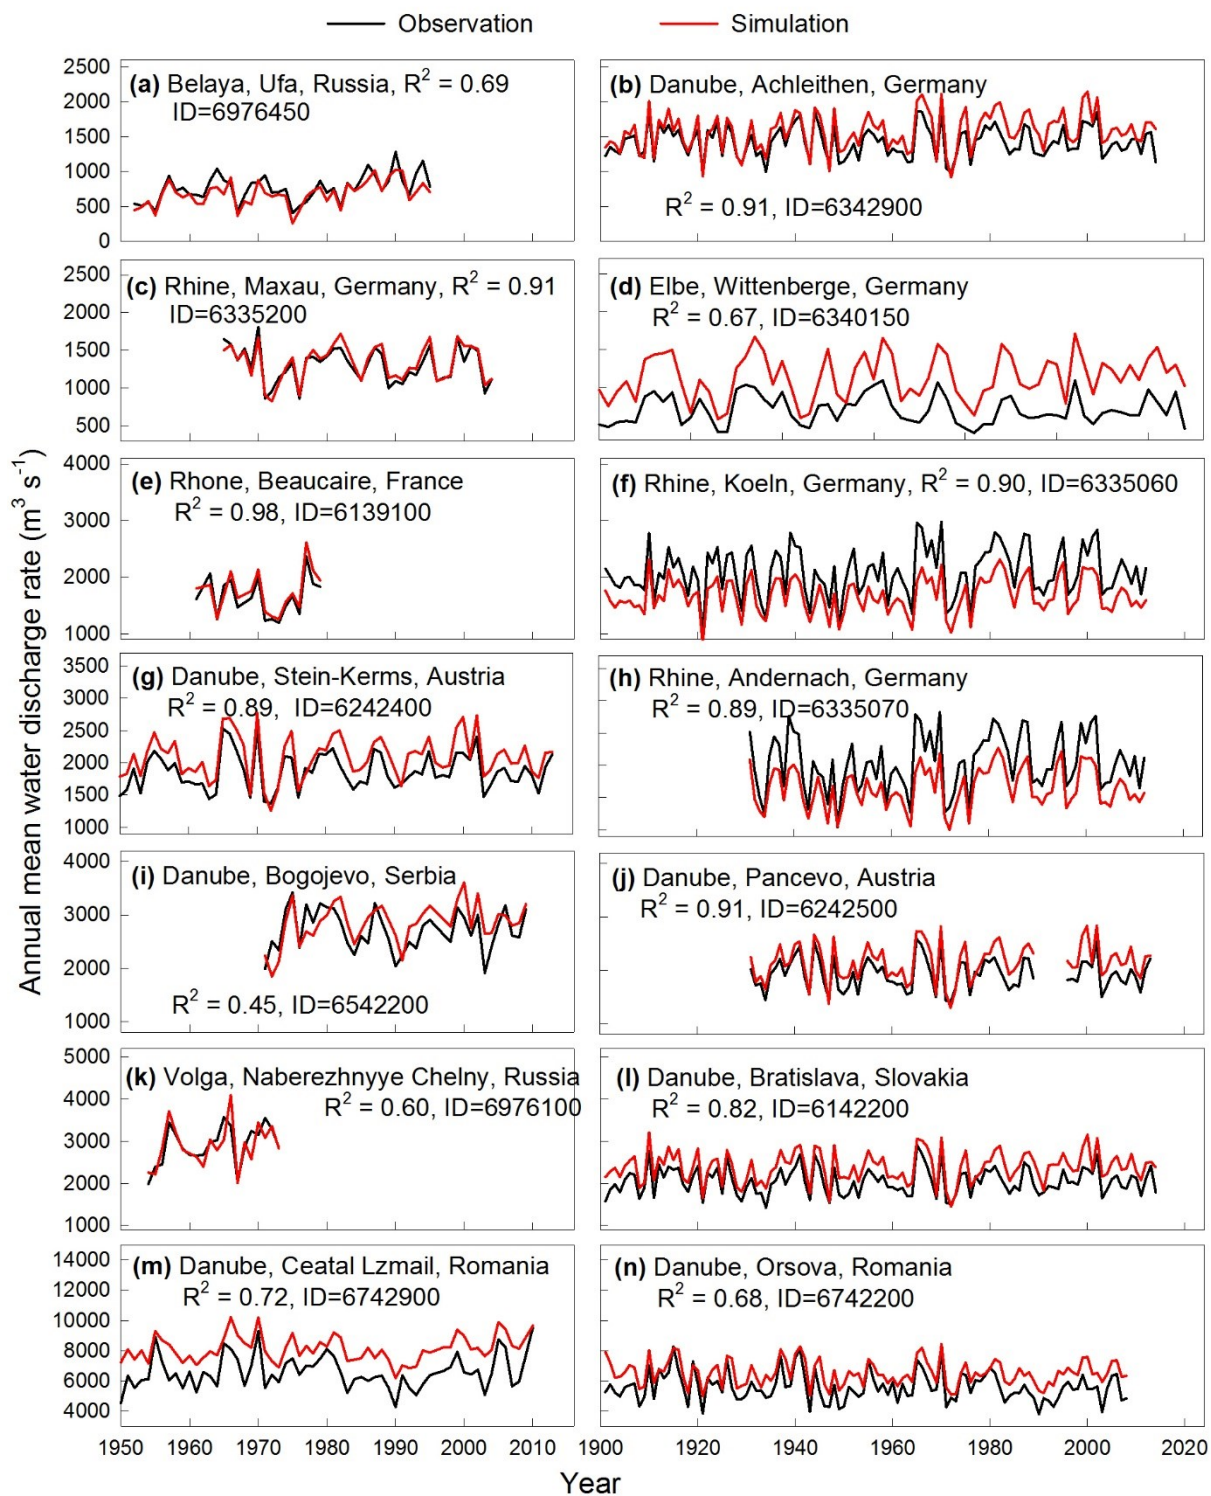 Observation Simulation
(a) Belaya, Ufa, Russia, R² = 0.69
ID=6976450
2500
2000
1500
1000
500
0
(b) Danube, Achleithen, Germany
R² = 0.91, ID=6342900
(c) Rhine, Maxau, Germany, R² = 0.91
ID=6335200
2500
2000
1500
1000
500
(d) Elbe, Wittenberge, Germany
R² = 0.67, ID=6340150
(e) Rhone, Beaucaire, France
R² = 0.98, ID=6139100
4000
3000
2000
1000
(f) Rhine, Koeln, Germany, R² = 0.90, ID=6335060
(g) Danube, Stein-Kerms, Austria
R² = 0.89, ID=6242400
3500
3000
2500
2000
1500
1000
(h) Rhine, Andernach, Germany
R² = 0.89, ID=6335070
(i) Danube, Bogojevo, Serbia
R² = 0.45, ID=6542200
4000
3000
2000
1000
(j) Danube, Pancevo, Austria
R² = 0.91, ID=6242500
(k) Volga, Naberezhnyye Chelny, Russia
R² = 0.60, ID=6976100
5000
4000
3000
2000
1000
(l) Danube, Bratislava, Slovakia
R² = 0.82, ID=6142200
(m) Danube, Ceatal Lzmail, Romania
R² = 0.72, ID=6742900
14000
12000
10000
8000
6000
4000
(n) Danube, Orsova, Romania
R² = 0.68, ID=6742200
1950 1960 1970 1980 1990 2000 2010
1901 1920 1940 1960 1980 2000 2020
Year
Annual mean water discharge rate (m³ s⁻¹)